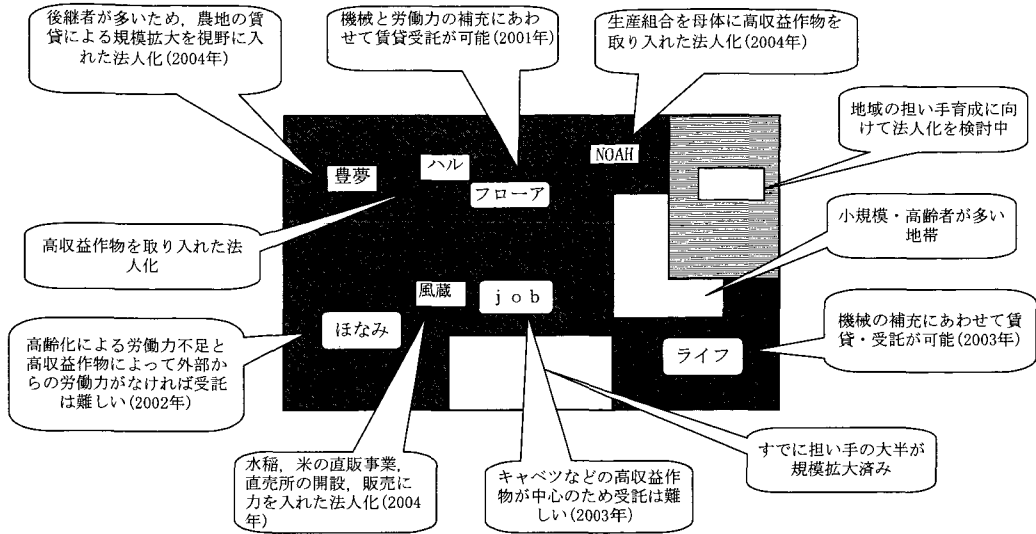 後継者が多いため，農地の賃
貸による規模拡大を視野に入
れた法人化(2004年)
機械と労働力の補充にあわ
せて賃貸受託が可能(2001年)
生産組合を母体に高収益作物を
取り入れた法人化(2004年)
地域の担い手育成に向
けて法人化を検討中
NOAH
ハル
豊夢
フローア
小規模・高齢者が多い
地帯
高収益作物を取り入れた法
人化
風蔵
job
ほなみ
ライフ
機械の補充にあわせて賃
貸・受託が可能(2003年)
高齢化による労働力不足と
高収益作物によって外部か
らの労働力がなければ受託
は難しい(2002年)
すでに担い手の大半が
規模拡大済み
水稲，米の直販事業，
直売所の開設，販売に
力を入れた法人化(2004
年)
キャベツなどの高収益作
物が中心のため受託は難
しい(2003年)